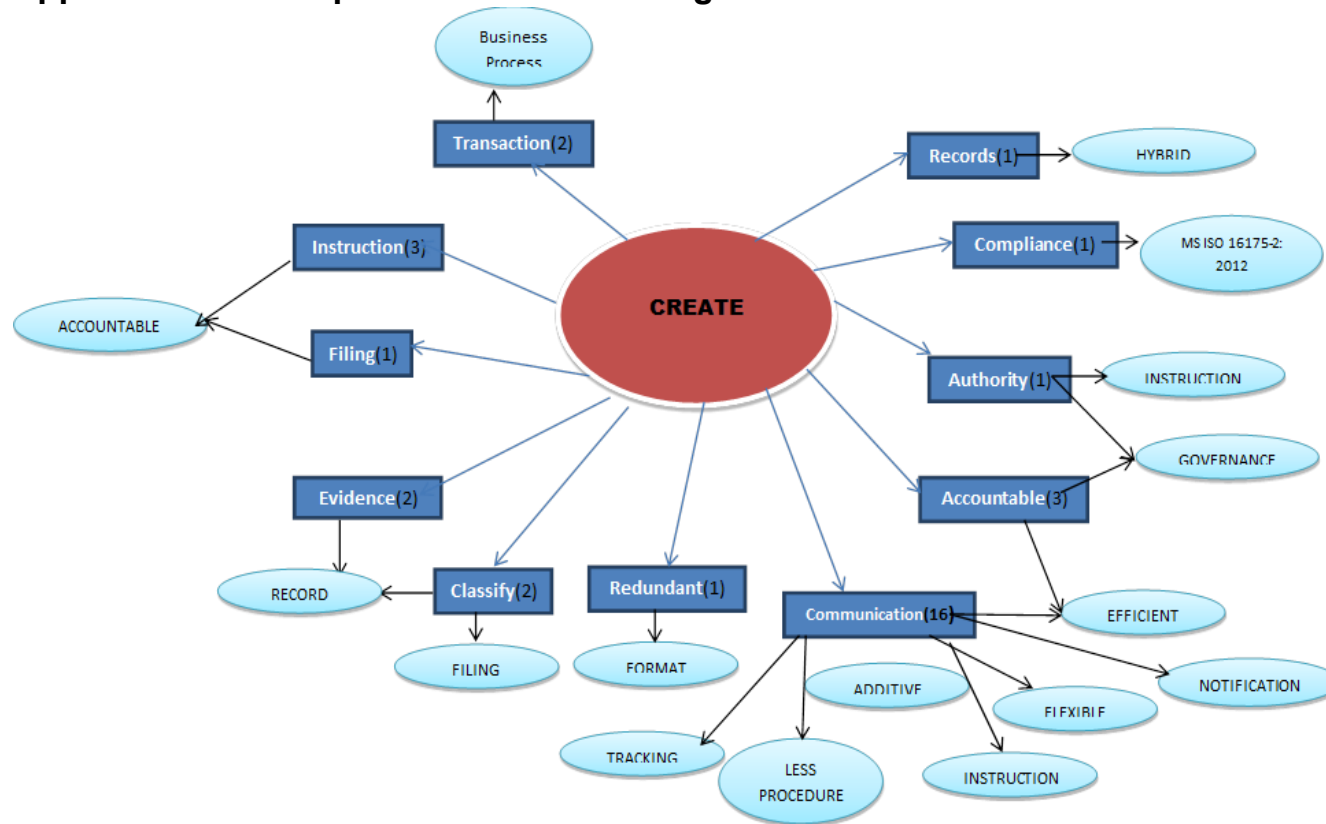 Business
Process
Transaction(2)
Records(1)
HYBRID
Instruction(3)
Compliance(1)
MS ISO 16175-2:
2012
CREATE
ACCOUNTABLE
Filing(1)
Authority(1)
INSTRUCTION
GOVERNANCE
Evidence(2)
Accountable(3)
RECORD
Classify(2)
Redundant(1)
Communication(16)
EFFICIENT
FILING
FORMAT
ADDITIVE
FLEXIBLE
NOTIFICATION
TRACKING
LESS
PROCEDURE
INSTRUCTION